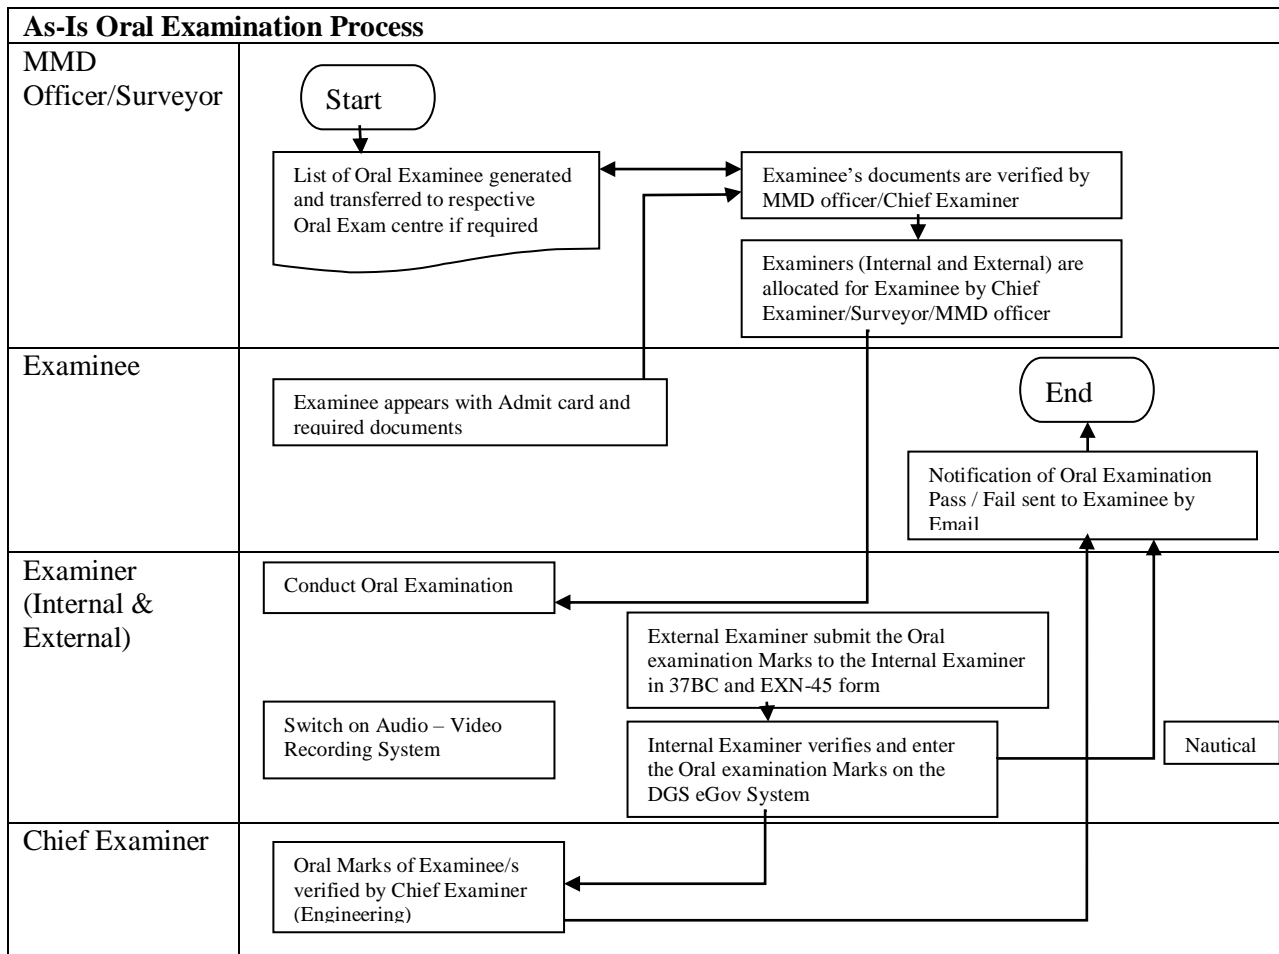 As-Is Oral Examination Process
MMD
Officer/Surveyor
Start
List of Oral Examinee generated
and transferred to respective
Oral Exam centre if required
Examinee’s documents are verified by
MMD officer/Chief Examiner
Examiners (Internal and External) are
allocated for Examinee by Chief
Examiner/Surveyor/MMD officer
Examinee
Examinee appears with Admit card and
required documents
End
Notification of Oral Examination
Pass / Fail sent to Examinee by
Email
Examiner
(Internal &
External)
Conduct Oral Examination
External Examiner submit the Oral
examination Marks to the Internal Examiner
in 37BC and EXN-45 form
Switch on Audio – Video
Recording System
Internal Examiner verifies and enter
the Oral examination Marks on the
DGS eGov System
Nautical
Chief Examiner
Oral Marks of Examinee/s
verified by Chief Examiner
(Engineering)